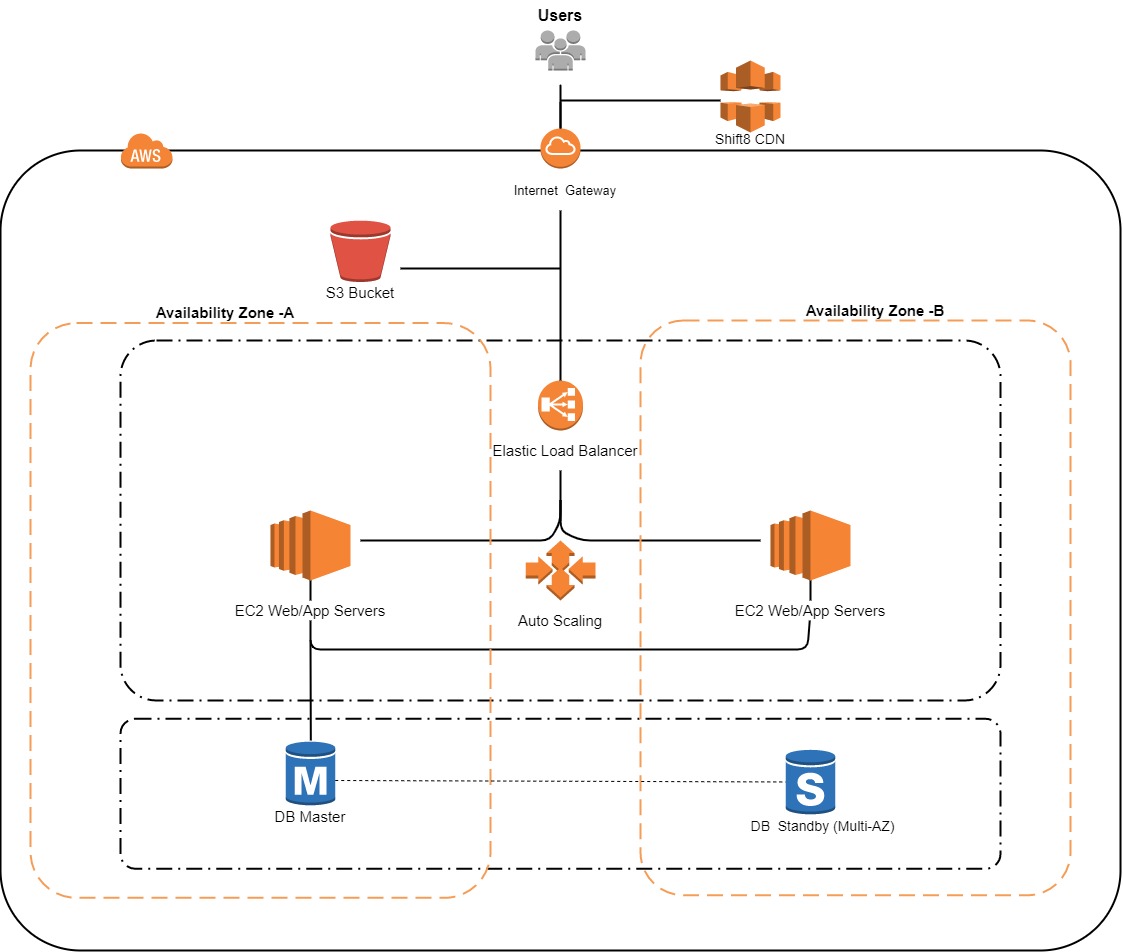 Users
Shift8 CDN
AWS
Internet Gateway
S3 Bucket
Availability Zone -A
Availability Zone -B
Elastic Load Balancer
EC2 Web/App Servers
Auto Scaling
EC2 Web/App Servers
M
DB Master
S
DB Standby (Multi-AZ)